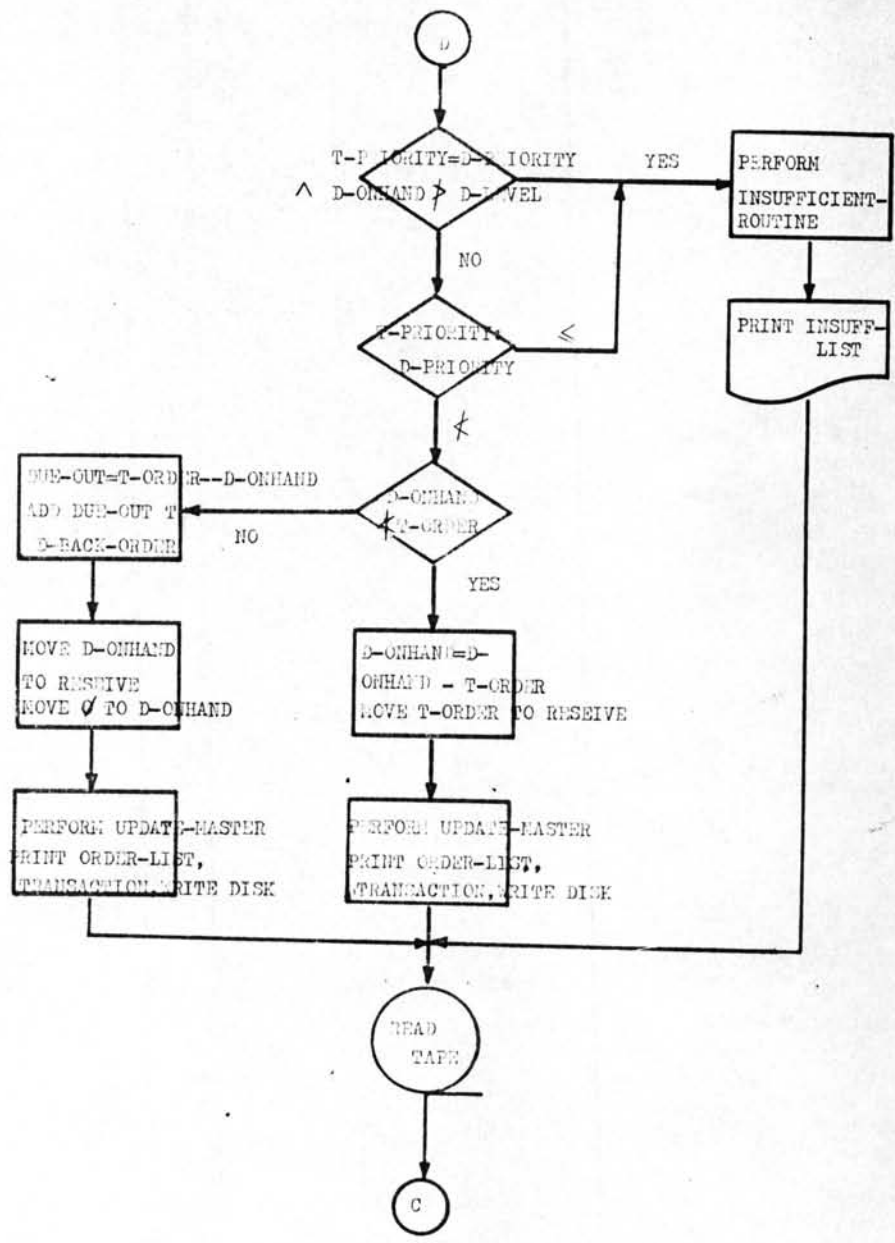 D
T-PRIORITY=D-PRIORITY
∧ D-ONHAND ≯ D-LEVEL
YES
PERFORM
INSUFFICIENT-
ROUTINE
NO
T-PRIORITY:
D-PRIORITY
≤
PRINT INSUFF-
LIST
≮
DUE-OUT=T-ORDER--D-ONHAND
ADD DUE-OUT T
D-BACK-ORDER
NO
D-ONHAND
≮ T-ORDER
YES
MOVE D-ONHAND
TO RESEIVE
MOVE 0̸ TO D-ONHAND
D-ONHAND=D-
ONHAND - T-ORDER
MOVE T-ORDER TO RESEIVE
PERFORM UPDATE-MASTER
PRINT ORDER-LIST,
TRANSACTION,WRITE DISK
PERFORM UPDATE-MASTER
PRINT ORDER-LIST,
TRANSACTION,WRITE DISK
READ
TAPE
C